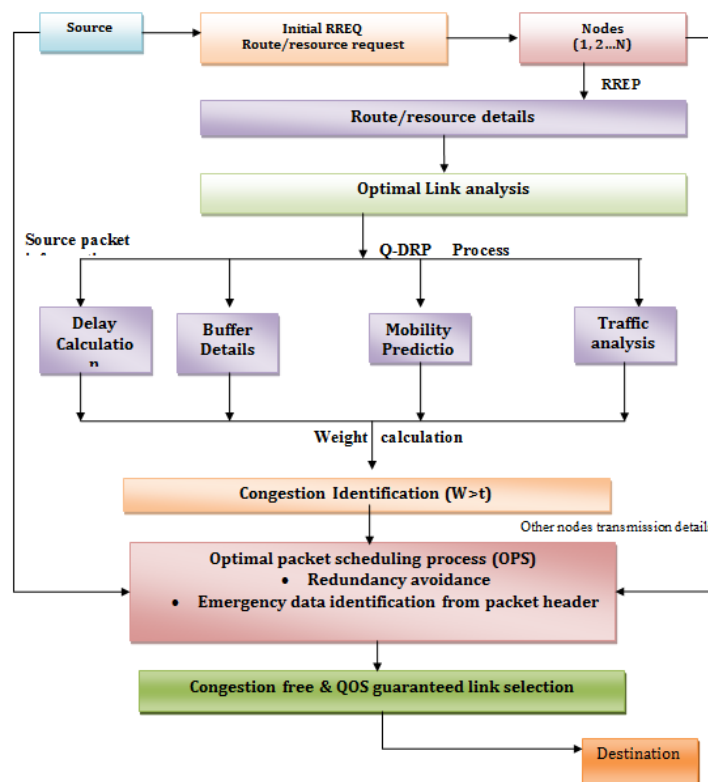 Source
Initial RREQ
Route/resource request
Nodes
(1, 2...N)
RREP
Route/resource details
Optimal Link analysis
Source packet
Q-DRP Process
Delay
Calculatio
n
Buffer
Details
Mobility
Predictio
Traffic
analysis
Weight calculation
Congestion Identification (W>t)
Other nodes transmission details
Optimal packet scheduling process (OPS)
• Redundancy avoidance
• Emergency data identification from packet header
Congestion free & QOS guaranteed link selection
Destination